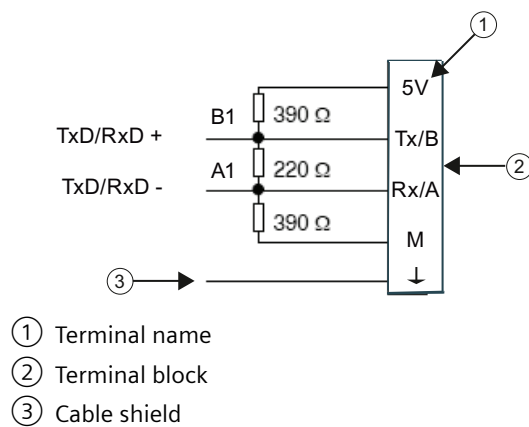 ①
5V
B1
390 Ω
TxD/RxD +
Tx/B
②
A1
220 Ω
TxD/RxD -
Rx/A
390 Ω
M
③
① Terminal name
② Terminal block
③ Cable shield